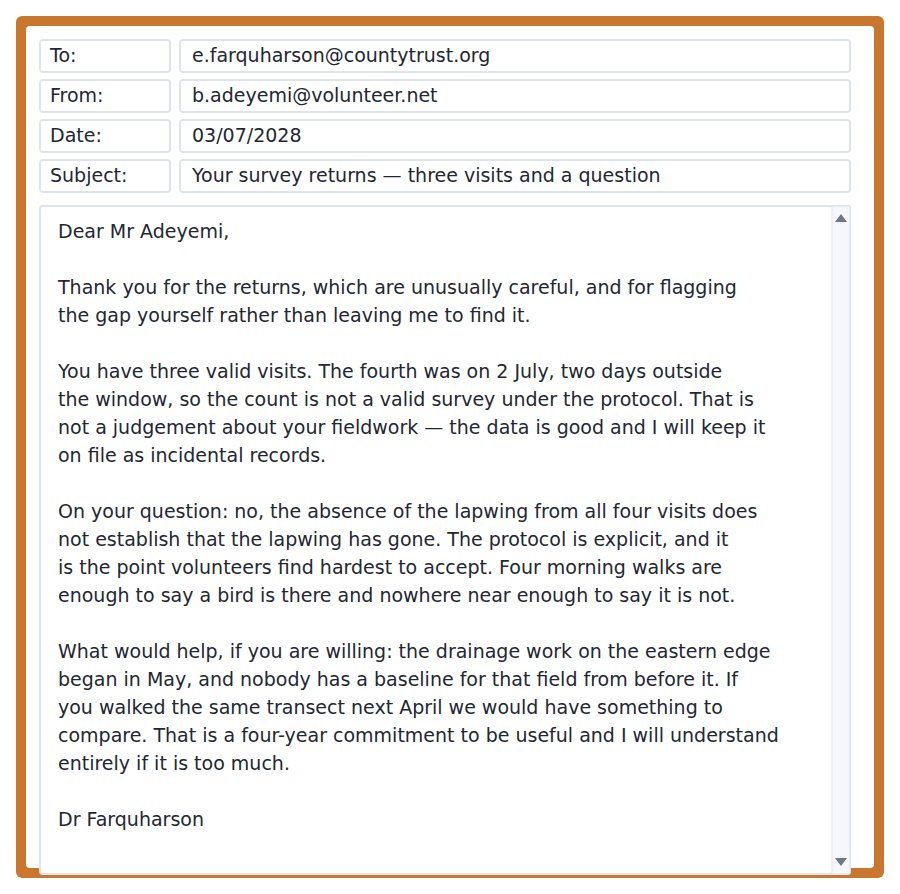 To: e.farquharson@countytrust.org
From: b.adeyemi@volunteer.net
Date: 03/07/2028
Subject: Your survey returns — three visits and a question
Dear Mr Adeyemi,
Thank you for the returns, which are unusually careful, and for flagging
the gap yourself rather than leaving me to find it.
You have three valid visits. The fourth was on 2 July, two days outside
the window, so the count is not a valid survey under the protocol. That is
not a judgement about your fieldwork — the data is good and I will keep it
on file as incidental records.
On your question: no, the absence of the lapwing from all four visits does
not establish that the lapwing has gone. The protocol is explicit, and it
is the point volunteers find hardest to accept. Four morning walks are
enough to say a bird is there and nowhere near enough to say it is not.
What would help, if you are willing: the drainage work on the eastern edge
began in May, and nobody has a baseline for that field from before it. If
you walked the same transect next April we would have something to
compare. That is a four-year commitment to be useful and I will understand
entirely if it is too much.
Dr Farquharson